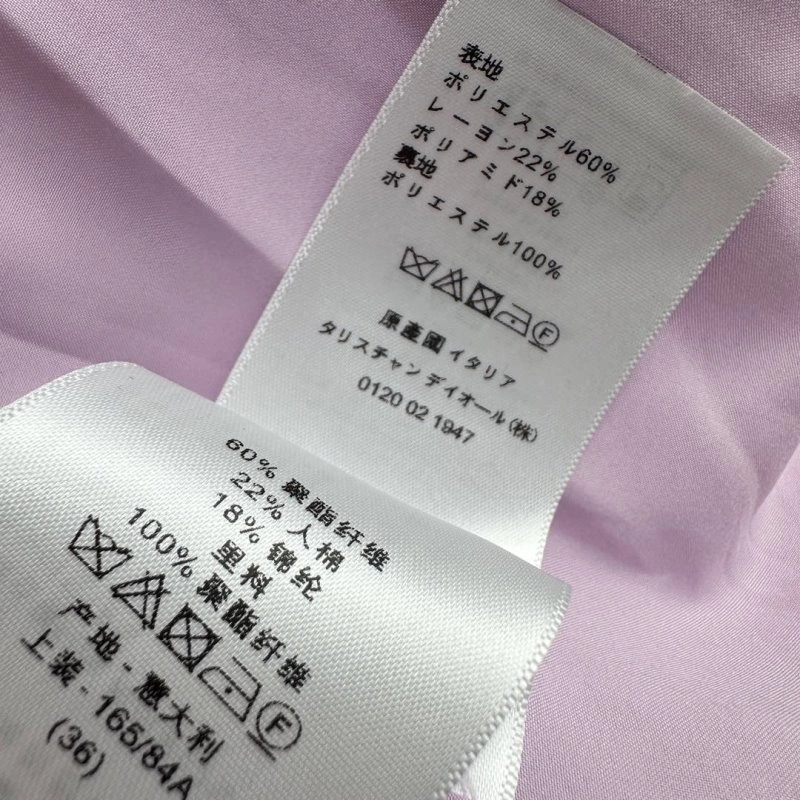 表地
ポリエステル60%
レーヨン22%
ポリアミド18%
裏地
ポリエステル100%
F
原産國 イタリア
タリスチャン デイオール(株)
0120 02 1947
60% 聚酯纤维
22% 人棉
18% 锦纶
里料
100% 聚酯纤维
F
产地 - 意大利
上装 - 165/84A
(36)